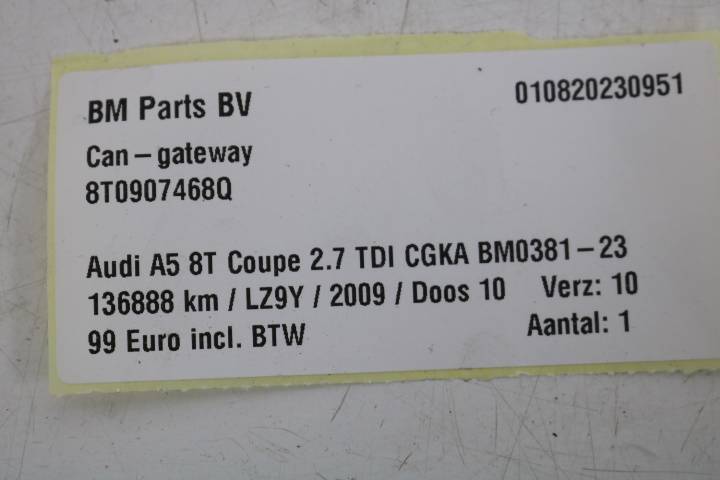 BM Parts BV 010820230951
Can-gateway
8T0907468Q
Audi A5 8T Coupe 2.7 TDI CGKA BM0381-23
136888 km / LZ9Y / 2009 / Doos 10 Verz: 10
99 Euro incl. BTW Aantal: 1